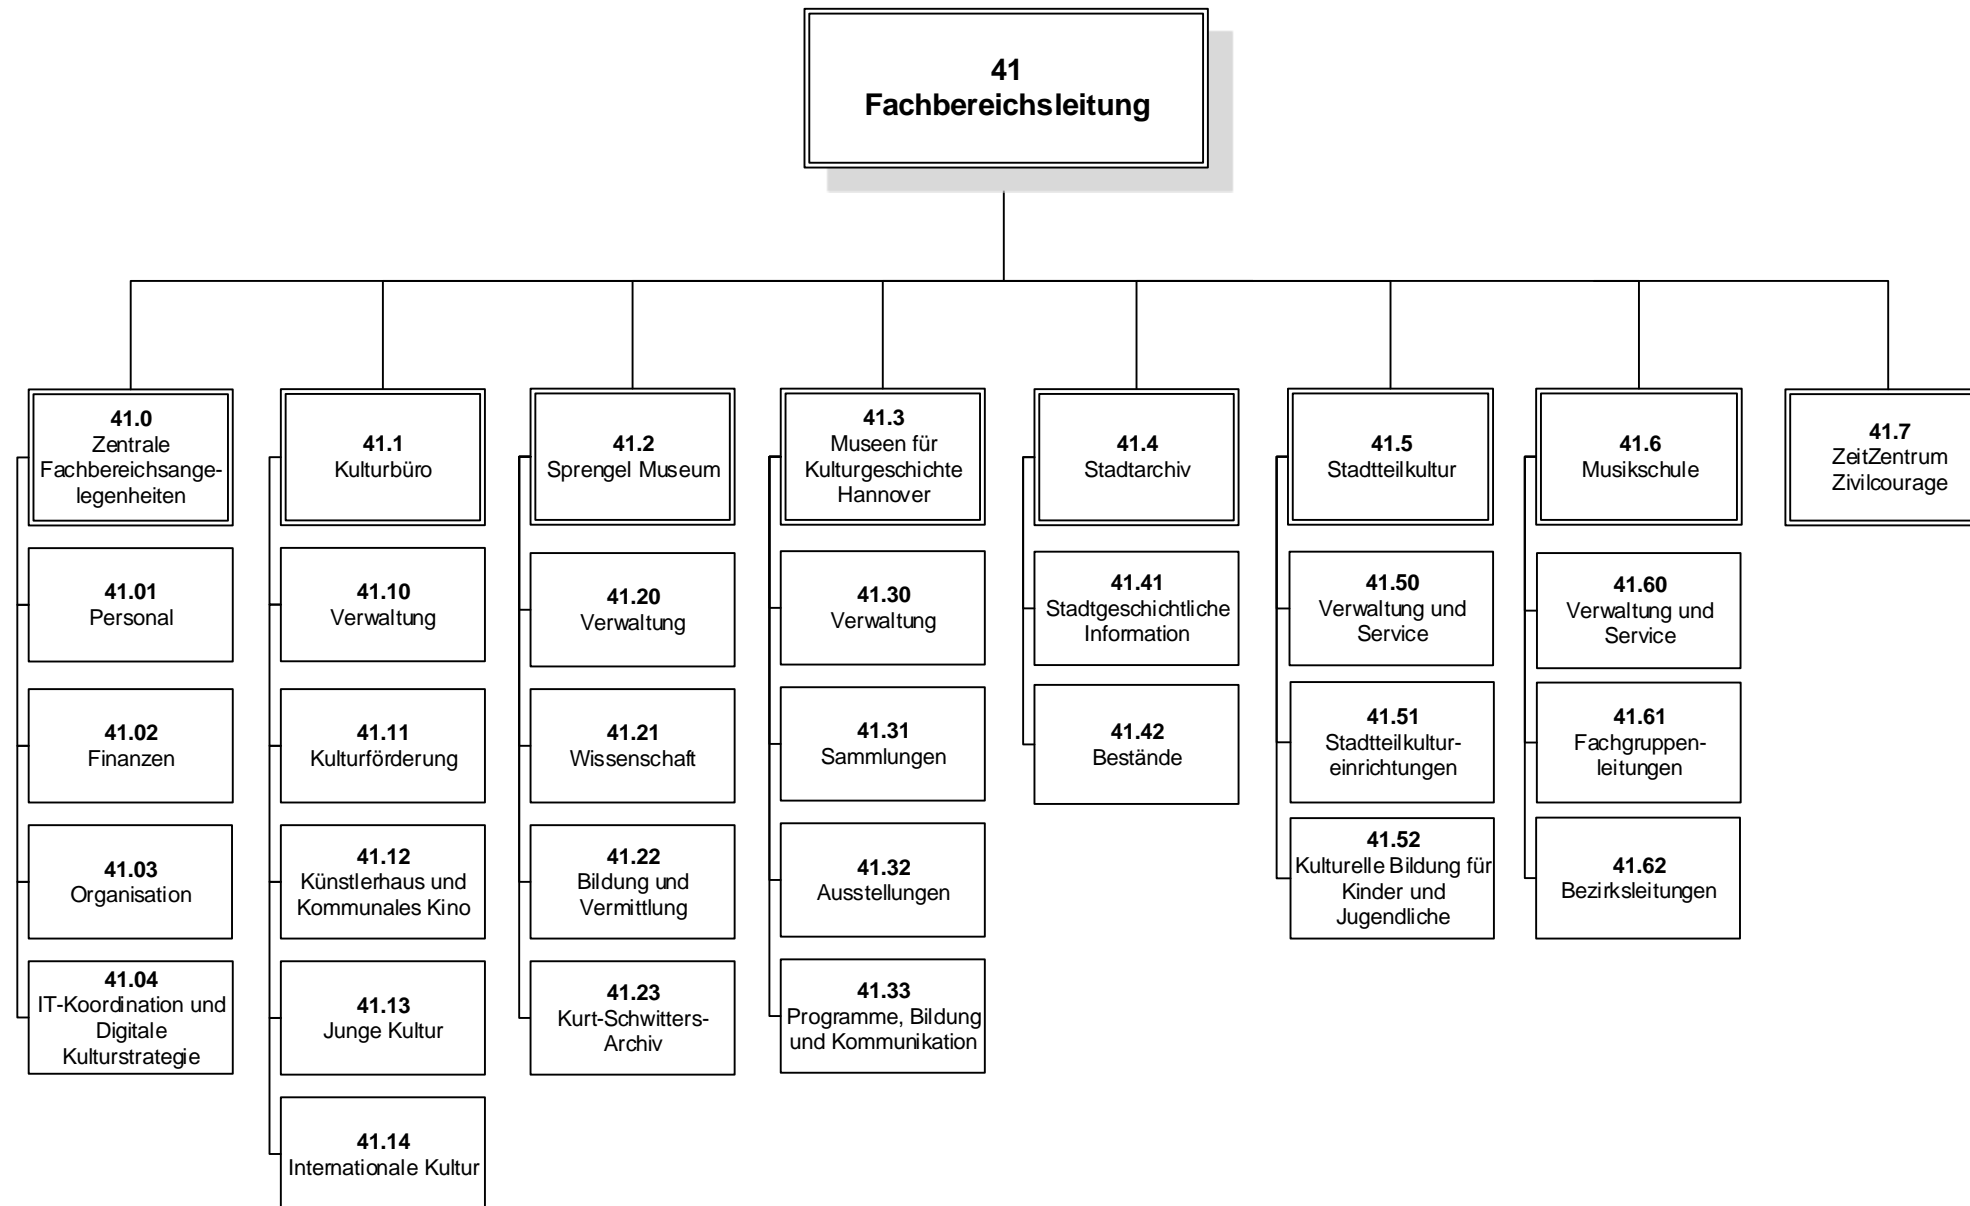 41
Fachbereichsleitung
41.0
Zentrale
Fachbereichsange-
legenheiten
41.01
Personal
41.02
Finanzen
41.03
Organisation
41.04
IT-Koordination und
Digitale
Kulturstrategie
41.1
Kulturbüro
41.10
Verwaltung
41.11
Kulturförderung
41.12
Künstlerhaus und
Kommunales Kino
41.13
Junge Kultur
41.14
Internationale Kultur
41.2
Sprengel Museum
41.20
Verwaltung
41.21
Wissenschaft
41.22
Bildung und
Vermittlung
41.23
Kurt-Schwitters-
Archiv
41.3
Museen für
Kulturgeschichte
Hannover
41.30
Verwaltung
41.31
Sammlungen
41.32
Ausstellungen
41.33
Programme, Bildung
und Kommunikation
41.4
Stadtarchiv
41.41
Stadtgeschichtliche
Information
41.42
Bestände
41.5
Stadtteilkultur
41.50
Verwaltung und
Service
41.51
Stadtteilkultur-
einrichtungen
41.52
Kulturelle Bildung für
Kinder und
Jugendliche
41.6
Musikschule
41.60
Verwaltung und
Service
41.61
Fachgruppen-
leitungen
41.62
Bezirksleitungen
41.7
ZeitZentrum
Zivilcourage